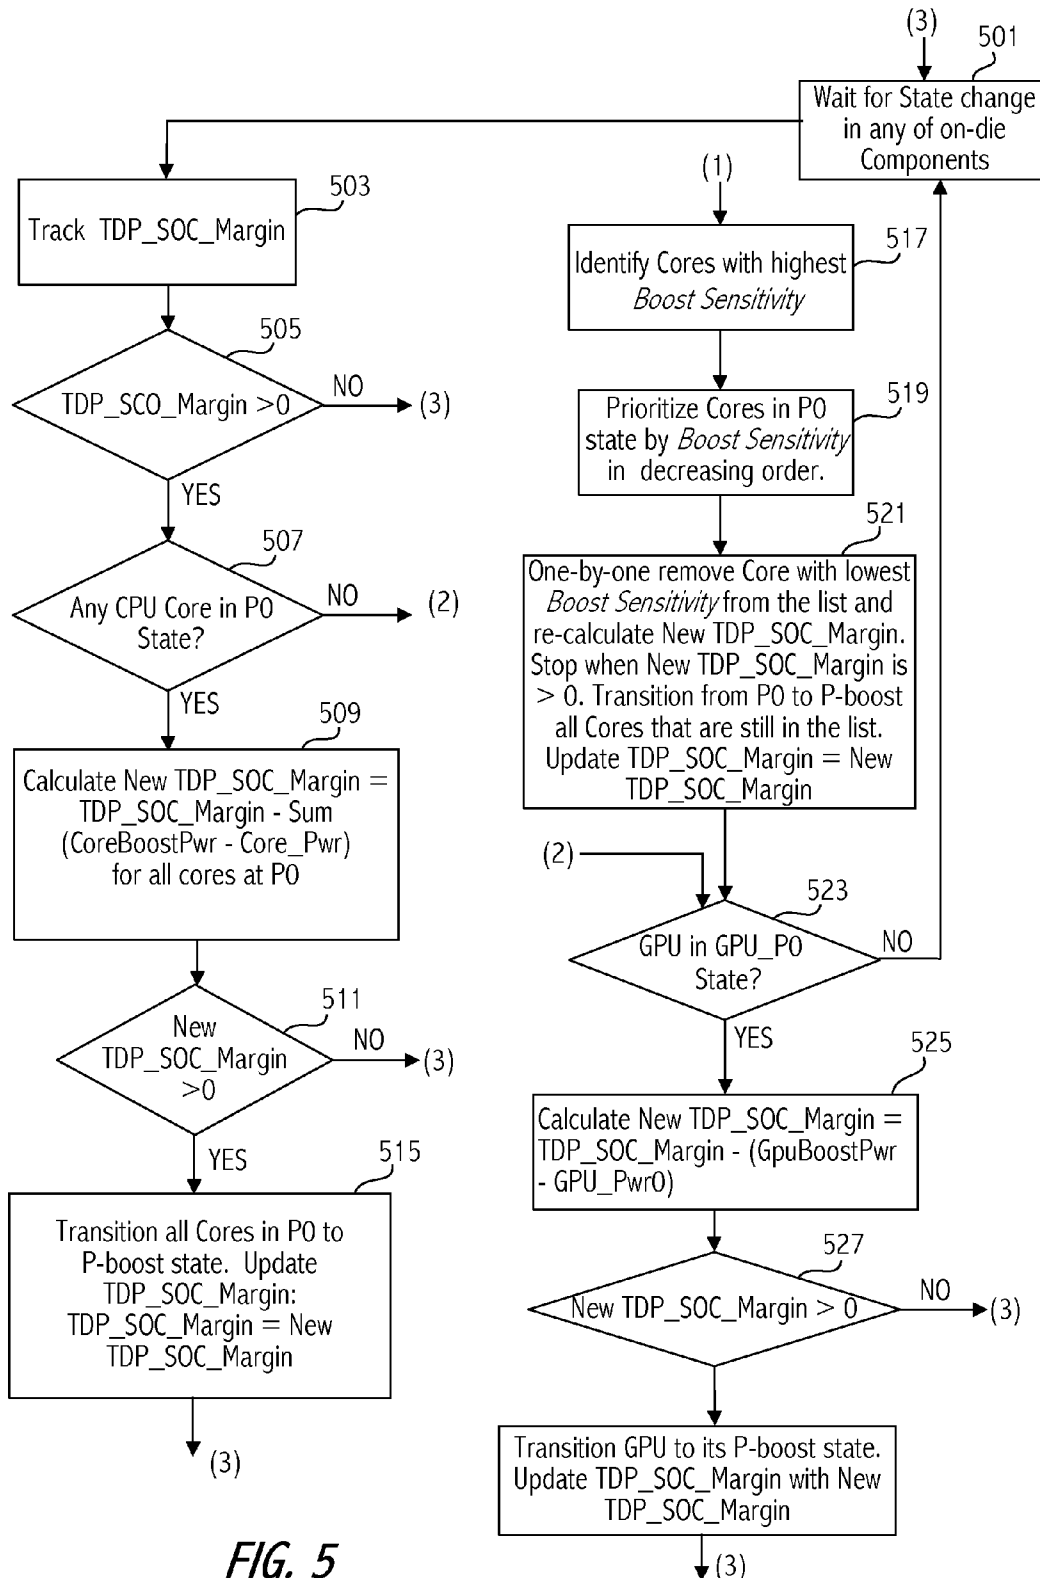 (3)
501
Wait for State change
in any of on-die
Components
503
Track TDP_SOC_Margin
505
TDP_SCO_Margin >0
NO
(3)
YES
507
Any CPU Core in P0
State?
NO
(2)
YES
509
Calculate New TDP_SOC_Margin =
TDP_SOC_Margin - Sum
(CoreBoostPwr - Core_Pwr)
for all cores at P0
511
New
TDP_SOC_Margin
>0
NO
(3)
YES
515
Transition all Cores in P0 to
P-boost state. Update
TDP_SOC_Margin:
TDP_SOC_Margin = New
TDP_SOC_Margin
(3)
(1)
517
Identify Cores with highest
Boost Sensitivity
519
Prioritize Cores in P0
state by Boost Sensitivity
in decreasing order.
521
One-by-one remove Core with lowest
Boost Sensitivity from the list and
re-calculate New TDP_SOC_Margin.
Stop when New TDP_SOC_Margin is
> 0. Transition from P0 to P-boost
all Cores that are still in the list.
Update TDP_SOC_Margin = New
TDP_SOC_Margin
(2)
523
GPU in GPU_P0
State?
NO
YES
525
Calculate New TDP_SOC_Margin =
TDP_SOC_Margin - (GpuBoostPwr
- GPU_Pwr0)
527
New TDP_SOC_Margin > 0
NO
(3)
Transition GPU to its P-boost state.
Update TDP_SOC_Margin with New
TDP_SOC_Margin
(3)
FIG. 5